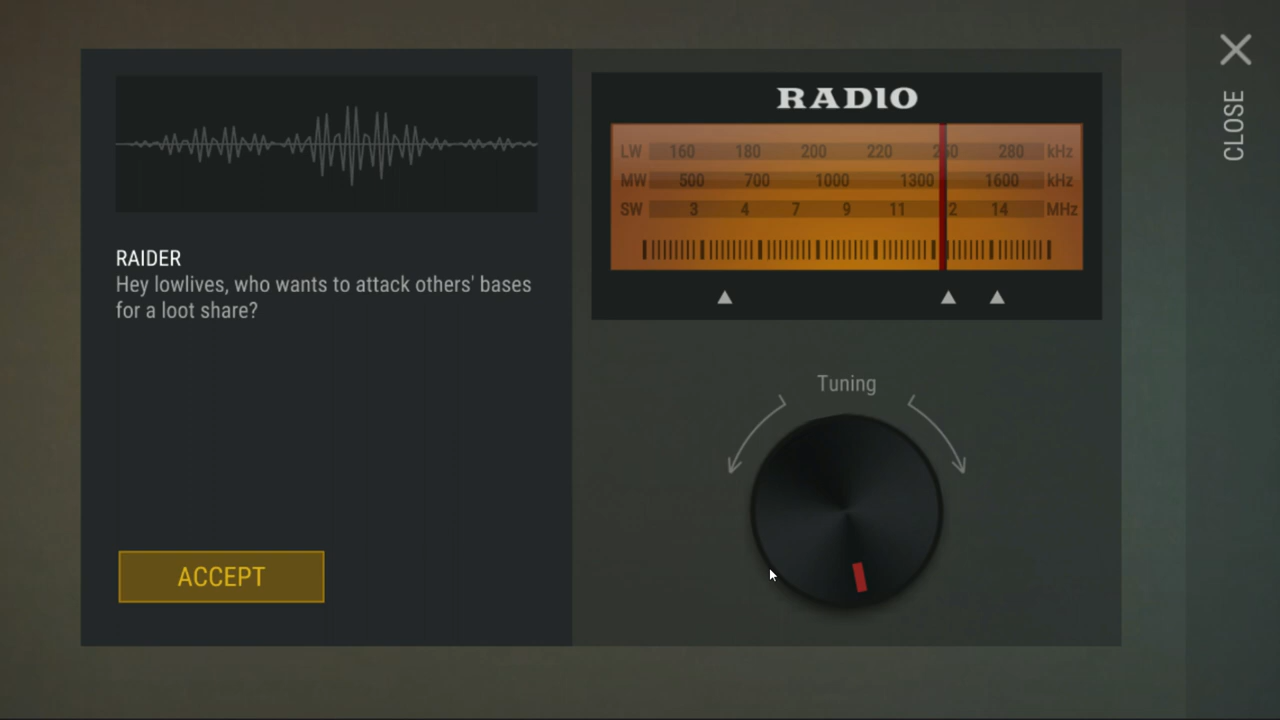 RADIO
LW 160 180 200 220 250 280 kHz
MW 500 700 1000 1300 1600 kHz
SW 3 4 7 9 11 2 14 MHz
RAIDER
Hey lowlives, who wants to attack others' bases
for a loot share?
Tuning
ACCEPT
CLOSE